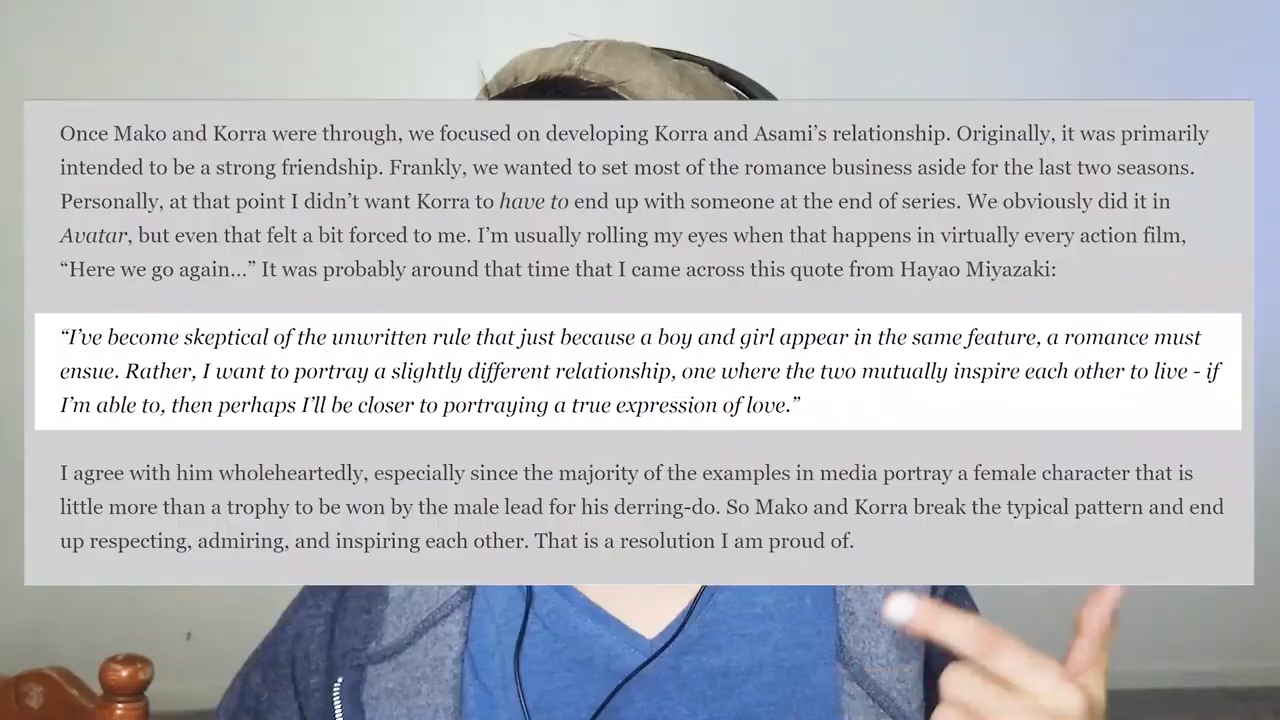 Once Mako and Korra were through, we focused on developing Korra and Asami’s relationship. Originally, it was primarily
intended to be a strong friendship. Frankly, we wanted to set most of the romance business aside for the last two seasons.
Personally, at that point I didn’t want Korra to have to end up with someone at the end of series. We obviously did it in
Avatar, but even that felt a bit forced to me. I’m usually rolling my eyes when that happens in virtually every action film,
“Here we go again…” It was probably around that time that I came across this quote from Hayao Miyazaki:
“I’ve become skeptical of the unwritten rule that just because a boy and girl appear in the same feature, a romance must
ensue. Rather, I want to portray a slightly different relationship, one where the two mutually inspire each other to live - if
I’m able to, then perhaps I’ll be closer to portraying a true expression of love.”
I agree with him wholeheartedly, especially since the majority of the examples in media portray a female character that is
little more than a trophy to be won by the male lead for his derring-do. So Mako and Korra break the typical pattern and end
up respecting, admiring, and inspiring each other. That is a resolution I am proud of.